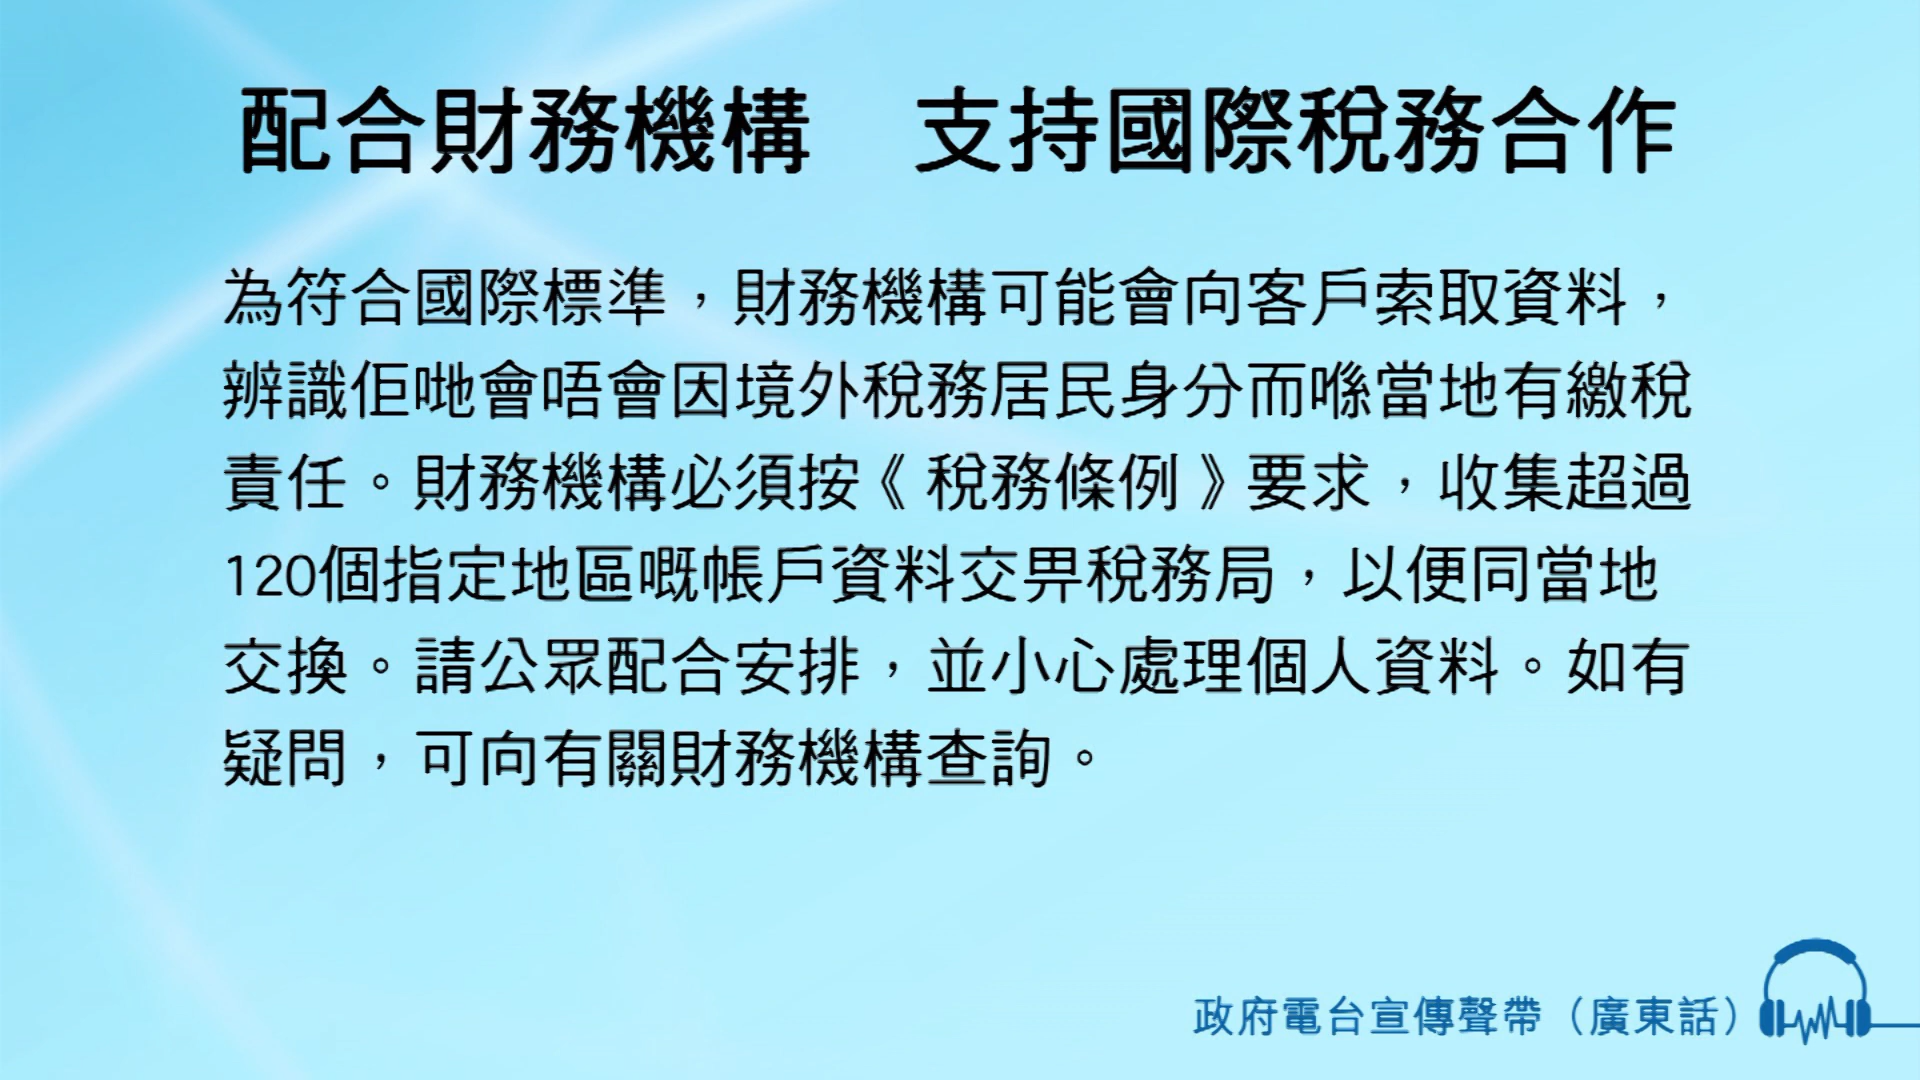 配合財務機構　支持國際稅務合作
為符合國際標準，財務機構可能會向客戶索取資料，
辨識佢哋會唔會因境外稅務居民身分而喺當地有繳稅
責任。財務機構必須按《稅務條例》要求，收集超過
120個指定地區嘅帳戶資料交畀稅務局，以便同當地
交換。請公眾配合安排，並小心處理個人資料。如有
疑問，可向有關財務機構查詢。
政府電台宣傳聲帶（廣東話）